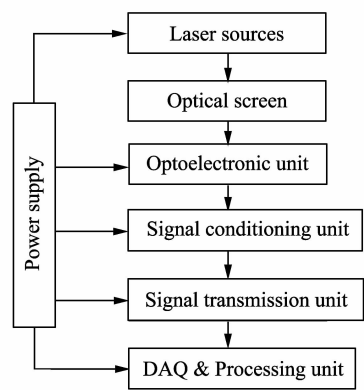 Laser sources
Optical screen
Optoelectronic unit
Signal conditioning unit
Signal transmission unit
DAQ & Processing unit
Power supply